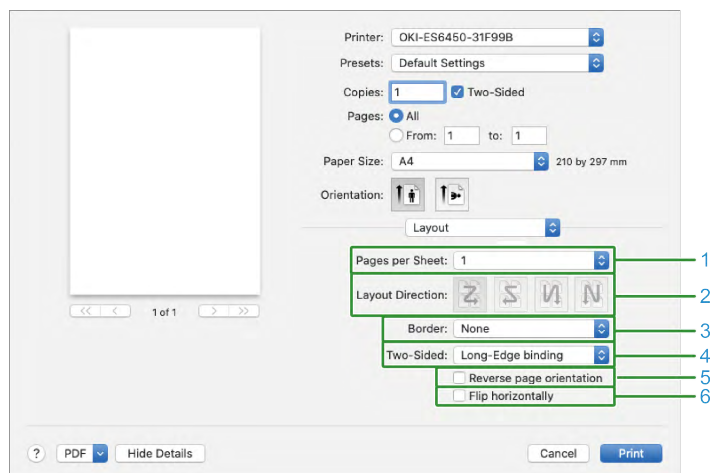 Printer: OKI-ES6450-31F99B
Presets: Default Settings
Copies: 1 Two-Sided
Pages: All
From: 1 to: 1
Paper Size: A4 210 by 297 mm
Orientation:
Layout
Pages per Sheet: 1 1
Layout Direction: 2
Border: None 3
Two-Sided: Long-Edge binding 4
Reverse page orientation 5
Flip horizontally 6
<< < 1 of 1 > >>
? PDF Hide Details Cancel Print